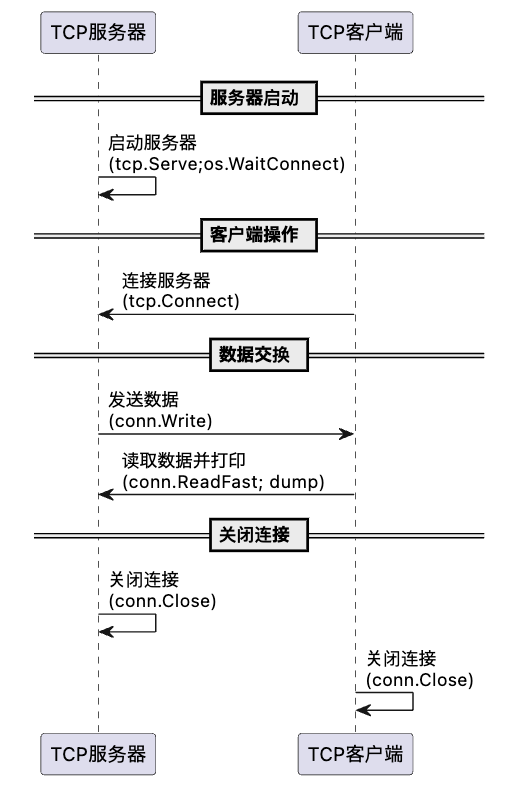 TCP服务器
TCP客户端
服务器启动
启动服务器
(tcp.Serve;os.WaitConnect)
客户端操作
连接服务器
(tcp.Connect)
数据交换
发送数据
(conn.Write)
读取数据并打印
(conn.ReadFast; dump)
关闭连接
关闭连接
(conn.Close)
关闭连接
(conn.Close)
TCP服务器
TCP客户端